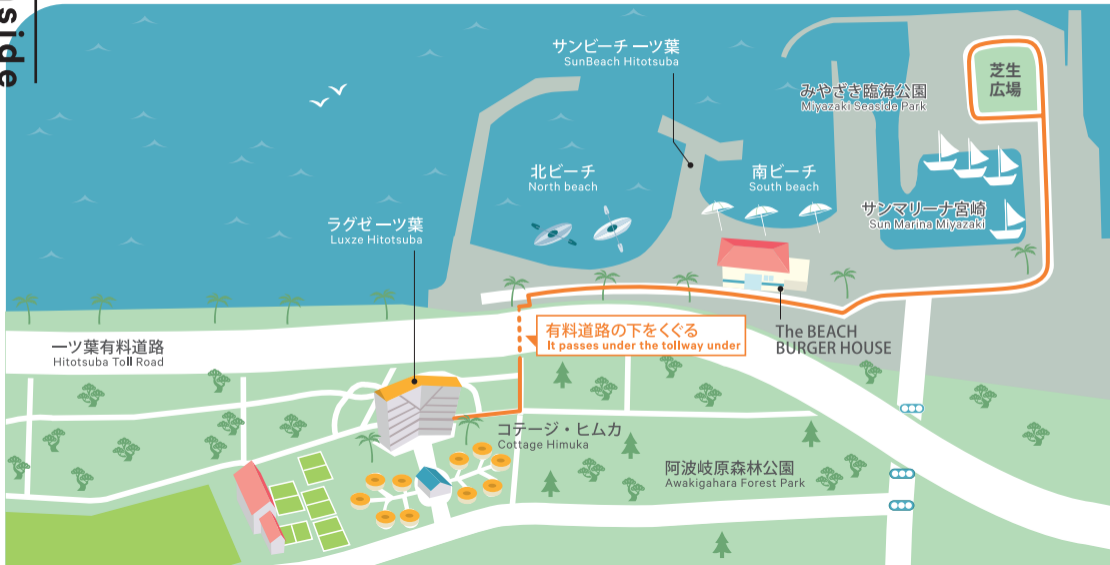 side
サンビーチ 一ツ葉
SunBeach Hitotsuba
芝生
広場
みやざき臨海公園
Miyazaki Seaside Park
北ビーチ
North beach
南ビーチ
South beach
サンマリーナ宮崎
Sun Marina Miyazaki
ラグゼ一ツ葉
Luxze Hitotsuba
有料道路の下をくぐる
It passes under the tollway under
The BEACH
BURGER HOUSE
一ツ葉有料道路
Hitotsuba Toll Road
コテージ・ヒムカ
Cottage Himuka
阿波岐原森林公園
Awakigahara Forest Park